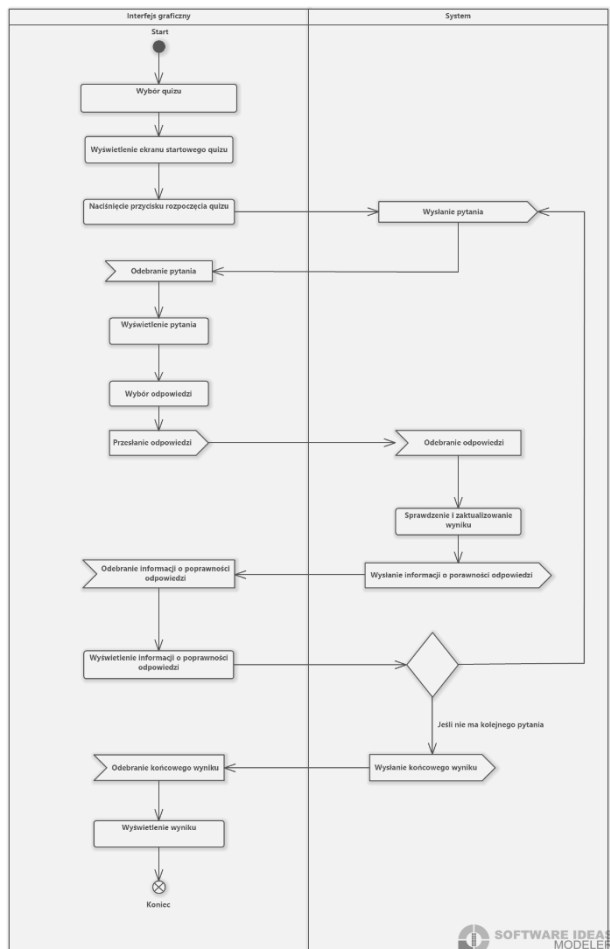 Interfejs graficzny
System
Start
Wybór quizu
Wyświetlenie ekranu startowego quizu
Naciśnięcie przycisku rozpoczęcia quizu
Wysłanie pytania
Odebranie pytania
Wyświetlenie pytania
Wybór odpowiedzi
Przesłanie odpowiedzi
Odebranie odpowiedzi
Sprawdzenie i zaktualizowanie
wyniku
Wysłanie informacji o porawności odpowiedzi
Odebranie informacji o poprawności
odpowiedzi
Wyświetlenie informacji o poprawności
odpowiedzi
Jeśli nie ma kolejnego pytania
Wysłanie końcowego wyniku
Odebranie końcowego wyniku
Wyświetlenie wyniku
Koniec
SOFTWARE IDEAS
MODELER